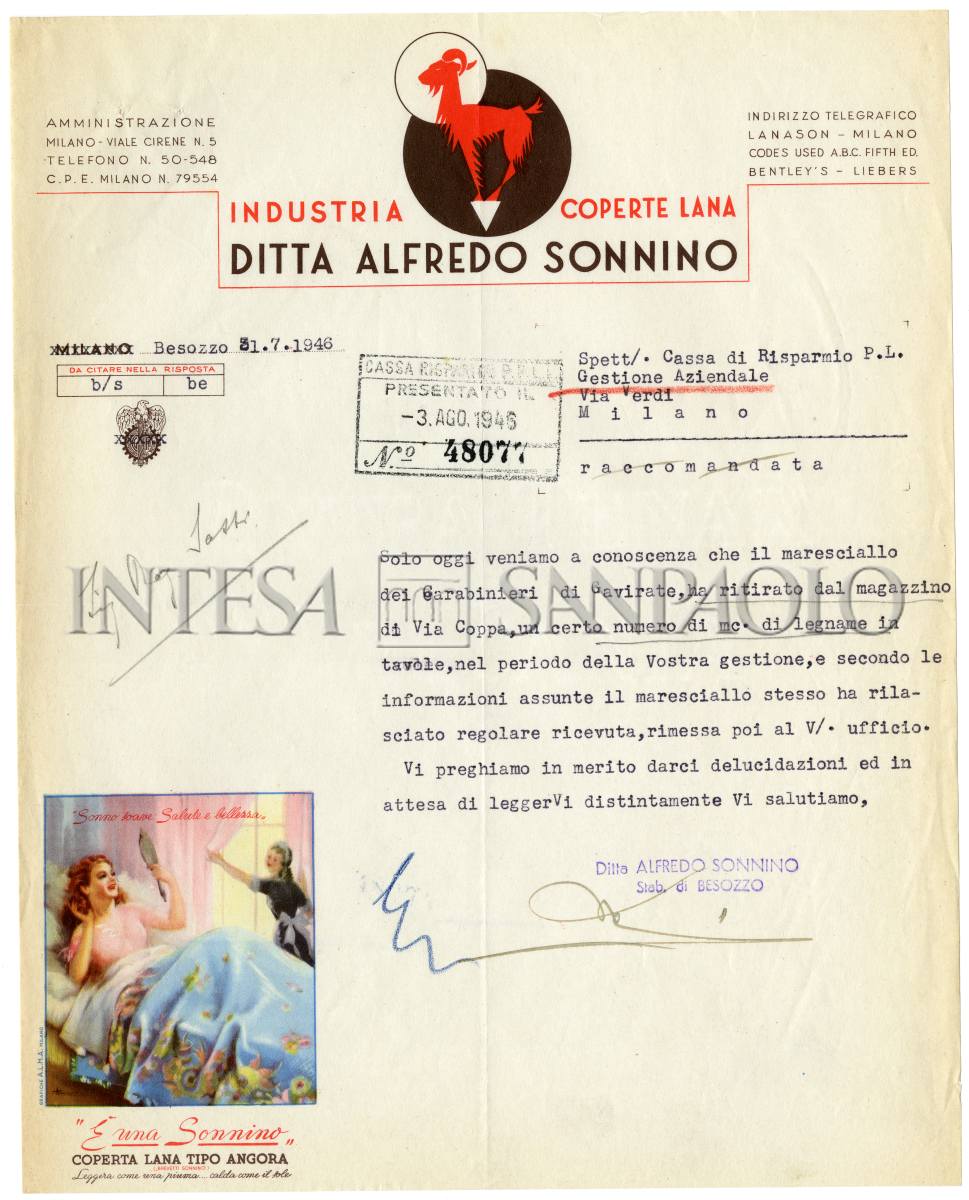 AMMINISTRAZIONE
MILANO - VIALE CIRENE N. 5
TELEFONO N. 50-548
C.P.E. MILANO N. 79554
INDIRIZZO TELEGRAFICO
LANASON - MILANO
CODES USED A.B.C. FIFTH ED.
BENTLEY'S - LIEBERS
INDUSTRIA COPERTE LANA
DITTA ALFREDO SONNINO
MILANO Besozzo 31.7.1946
DA CITARE NELLA RISPOSTA
b/s be
CASSA RISPARMIO P.P.L.L.
PRESENTATO IL
-3. AGO. 1946
No 48077
Spett/. Cassa di Risparmio P.L.
Gestione Aziendale
Via Verdi
Milano
raccomandata
INTESA SANPAOLO
Solo oggi veniamo a conoscenza che il maresciallo
dei Carabinieri di Gavirate,ha ritirato dal magazzino
di Via Coppa,un certo numero di mc. di legname in
tavole,nel periodo della Vostra gestione,e secondo le
informazioni assunte il maresciallo stesso ha rila-
sciato regolare ricevuta,rimessa poi al V/. ufficio.
Vi preghiamo in merito darci delucidazioni ed in
attesa di leggerVi distintamente Vi salutiamo,
Ditta ALFREDO SONNINO
Stab. di BESOZZO
"Sonno soave Salute e bellezza"
GRAFICHE A.L.M.A. MILANO
"È una Sonnino"
COPERTA LANA TIPO ANGORA
(BREVETTI SONNINO)
Leggera come una piuma.... calda come il sole